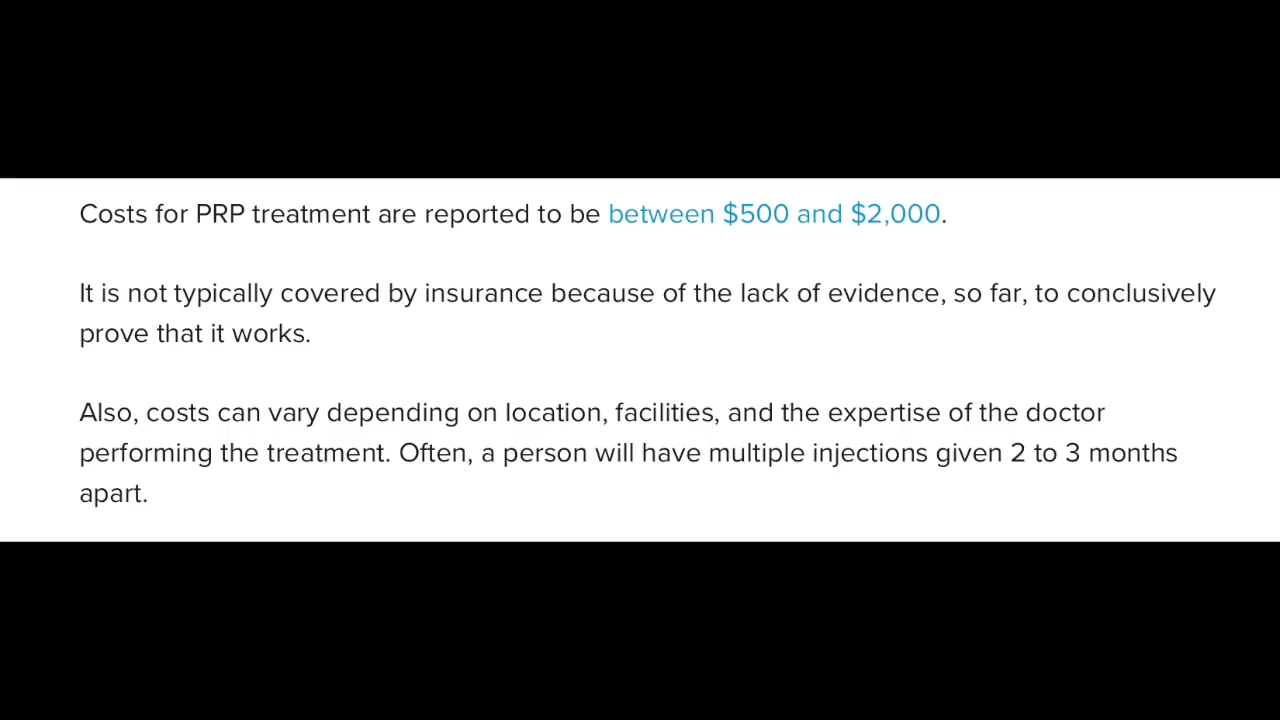 Costs for PRP treatment are reported to be between $500 and $2,000.
It is not typically covered by insurance because of the lack of evidence, so far, to conclusively
prove that it works.
Also, costs can vary depending on location, facilities, and the expertise of the doctor
performing the treatment. Often, a person will have multiple injections given 2 to 3 months
apart.